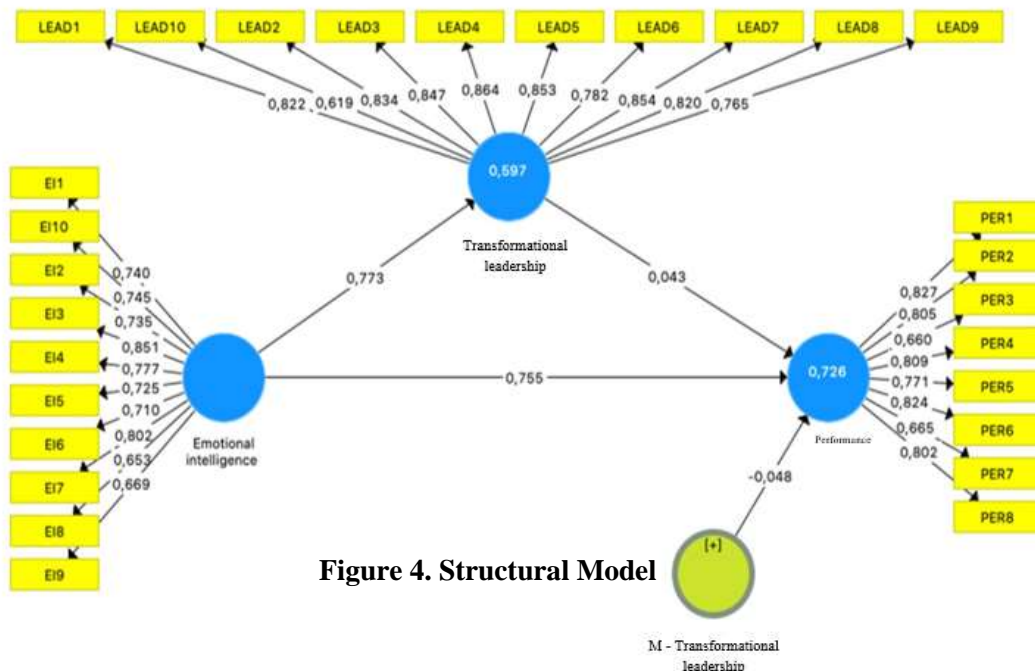 LEAD1 LEAD10 LEAD2 LEAD3 LEAD4 LEAD5 LEAD6 LEAD7 LEAD8 LEAD9
0,822 0,619 0,834 0,847 0,864 0,853 0,782 0,854 0,820 0,765
0,597
Transformational
leadership
EI1
EI10
EI2
EI3
EI4
EI5
EI6
EI7
EI8
EI9
0,740
0,745
0,735
0,851
0,777
0,725
0,710
0,802
0,653
0,669
Emotional
intelligence
0,773
0,043
0,755
-0,048
0,726
Performance
0,827
0,805
0,660
0,809
0,771
0,824
0,665
0,802
PER1
PER2
PER3
PER4
PER5
PER6
PER7
PER8
[+]
M - Transformational
leadership
Figure 4. Structural Model